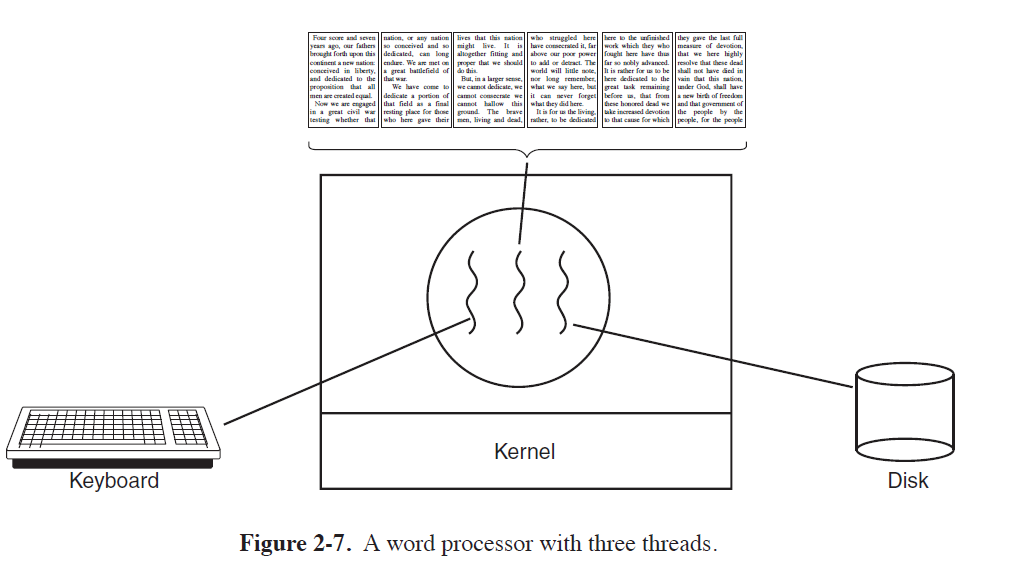 Four score and seven
years ago, our fathers
brought forth upon this
continent a new nation:
conceived in liberty,
and dedicated to the
proposition that all
men are created equal.
Now we are engaged
in a great civil war
testing whether that
nation, or any nation
so conceived and so
dedicated, can long
endure. We are met on
a great battlefield of
that war.
We have come to
dedicate a portion of
that field as a final
resting place for those
who here gave their
lives that this nation
might live. It is
altogether fitting and
proper that we should
do this.
But, in a larger sense,
we cannot dedicate, we
cannot consecrate we
cannot hallow this
ground. The brave
men, living and dead,
who struggled here
have consecrated it, far
above our poor power
to add or detract. The
world will little note,
nor long remember,
what we say here, but
it can never forget
what they did here.
It is for us the living,
rather, to be dedicated
here to the unfinished
work which they who
fought here have thus
far so nobly advanced.
It is rather for us to be
here dedicated to the
great task remaining
before us, that from
these honored dead we
take increased devotion
to that cause for which
they gave the last full
measure of devotion,
that we here highly
resolve that these dead
shall not have died in
vain that this nation,
under God, shall have
a new birth of freedom
and that government of
the people by the
people, for the people
Kernel
Keyboard
Disk
Figure 2-7. A word processor with three threads.